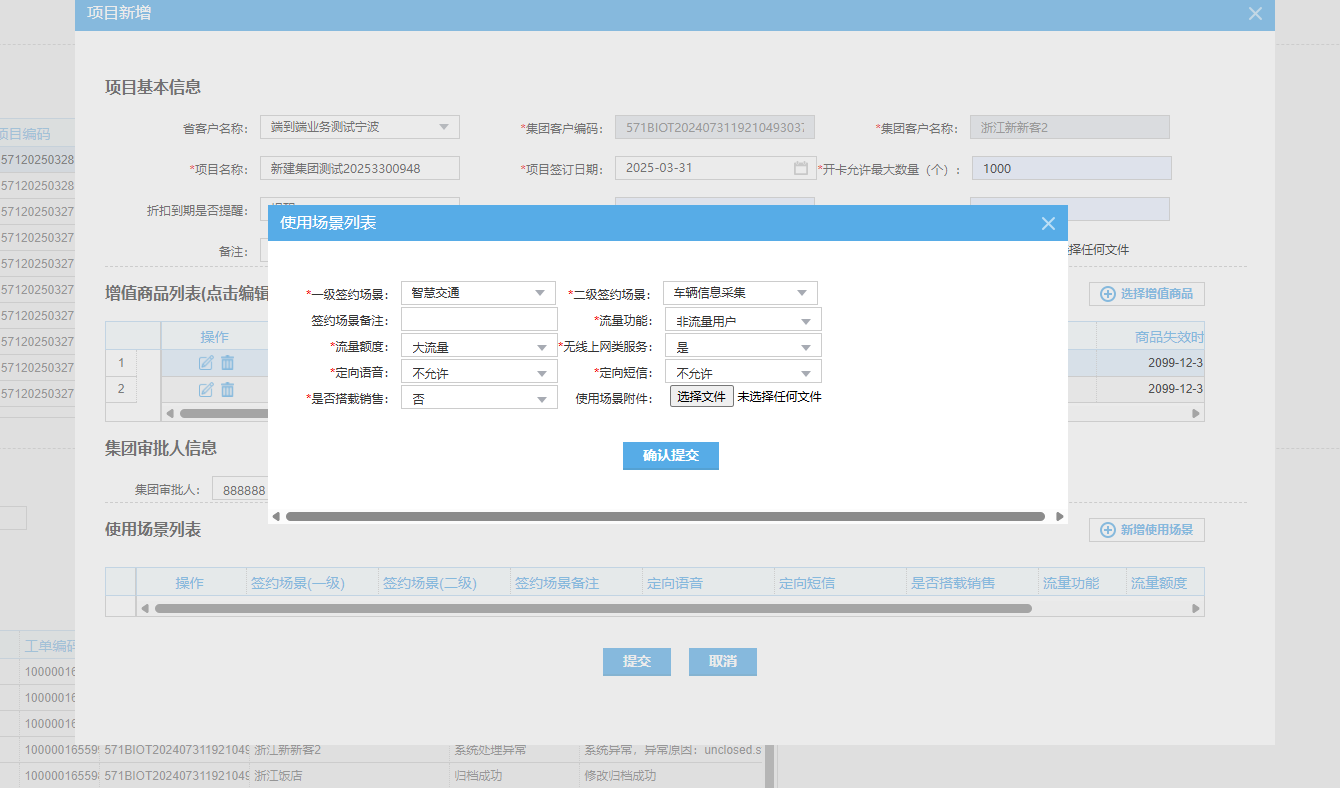 项目新增
项目基本信息
省客户名称： 端到端业务测试宁波 *集团客户编码： 571BIOT2024073119210493037 *集团客户名称： 浙江新新客2
*项目名称： 新建集团测试20253300948 *项目签订日期： 2025-03-31 *开卡允许最大数量（个）： 1000
折扣到期是否提醒：
备注： 择任何文件
使用场景列表
*一级签约场景： 智慧交通 *二级签约场景： 车辆信息采集
签约场景备注： *流量功能： 非流量用户
*流量额度： 大流量 *无线上网类服务： 是
*定向语音： 不允许 *定向短信： 不允许
*是否搭载销售： 否 使用场景附件： 选择文件 未选择任何文件
确认提交
增值商品列表(点击编辑 选择增值商品
操作 商品失效时
1 2099-12-3
2 2099-12-3
集团审批人信息
集团审批人： 888888
使用场景列表 新增使用场景
操作 签约场景(一级) 签约场景(二级) 签约场景备注 定向语音 定向短信 是否搭载销售 流量功能 流量额度
提交 取消
项目编码
57120250328
57120250328
57120250327
57120250327
57120250327
57120250327
57120250327
57120250327
57120250327
57120250327
工单编码
10000016
10000016
10000016
1000001655 571BIOT202407311921049 浙江新新客2 系统处理异常 系统异常，异常原因：unclosed.s
1000001655 571BIOT202407311921049 浙江饭店 归档成功 修改归档成功